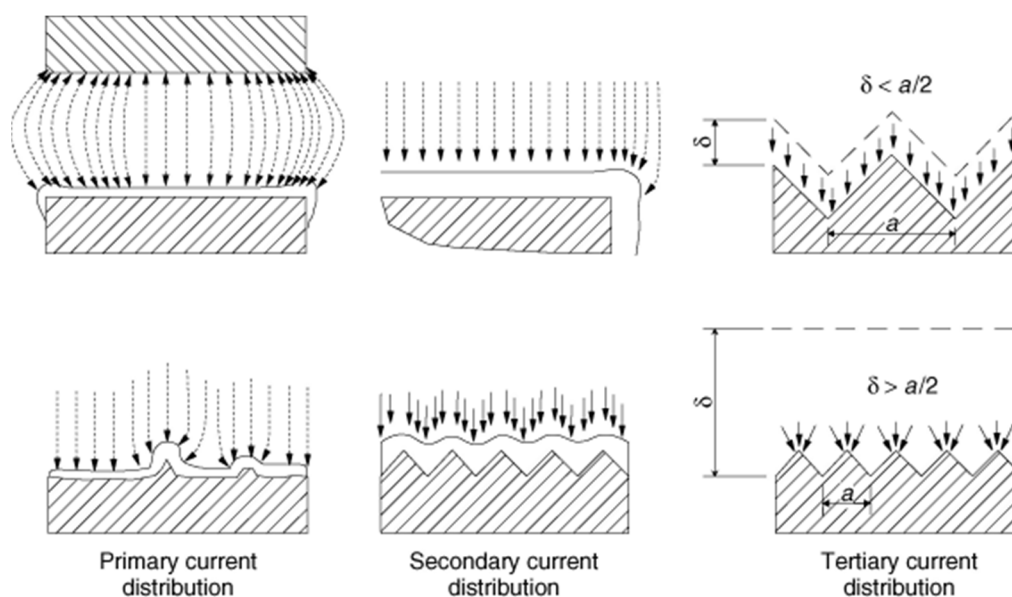 δ < a/2
δ
a
δ > a/2
δ
a
Primary current
distribution
Secondary current
distribution
Tertiary current
distribution